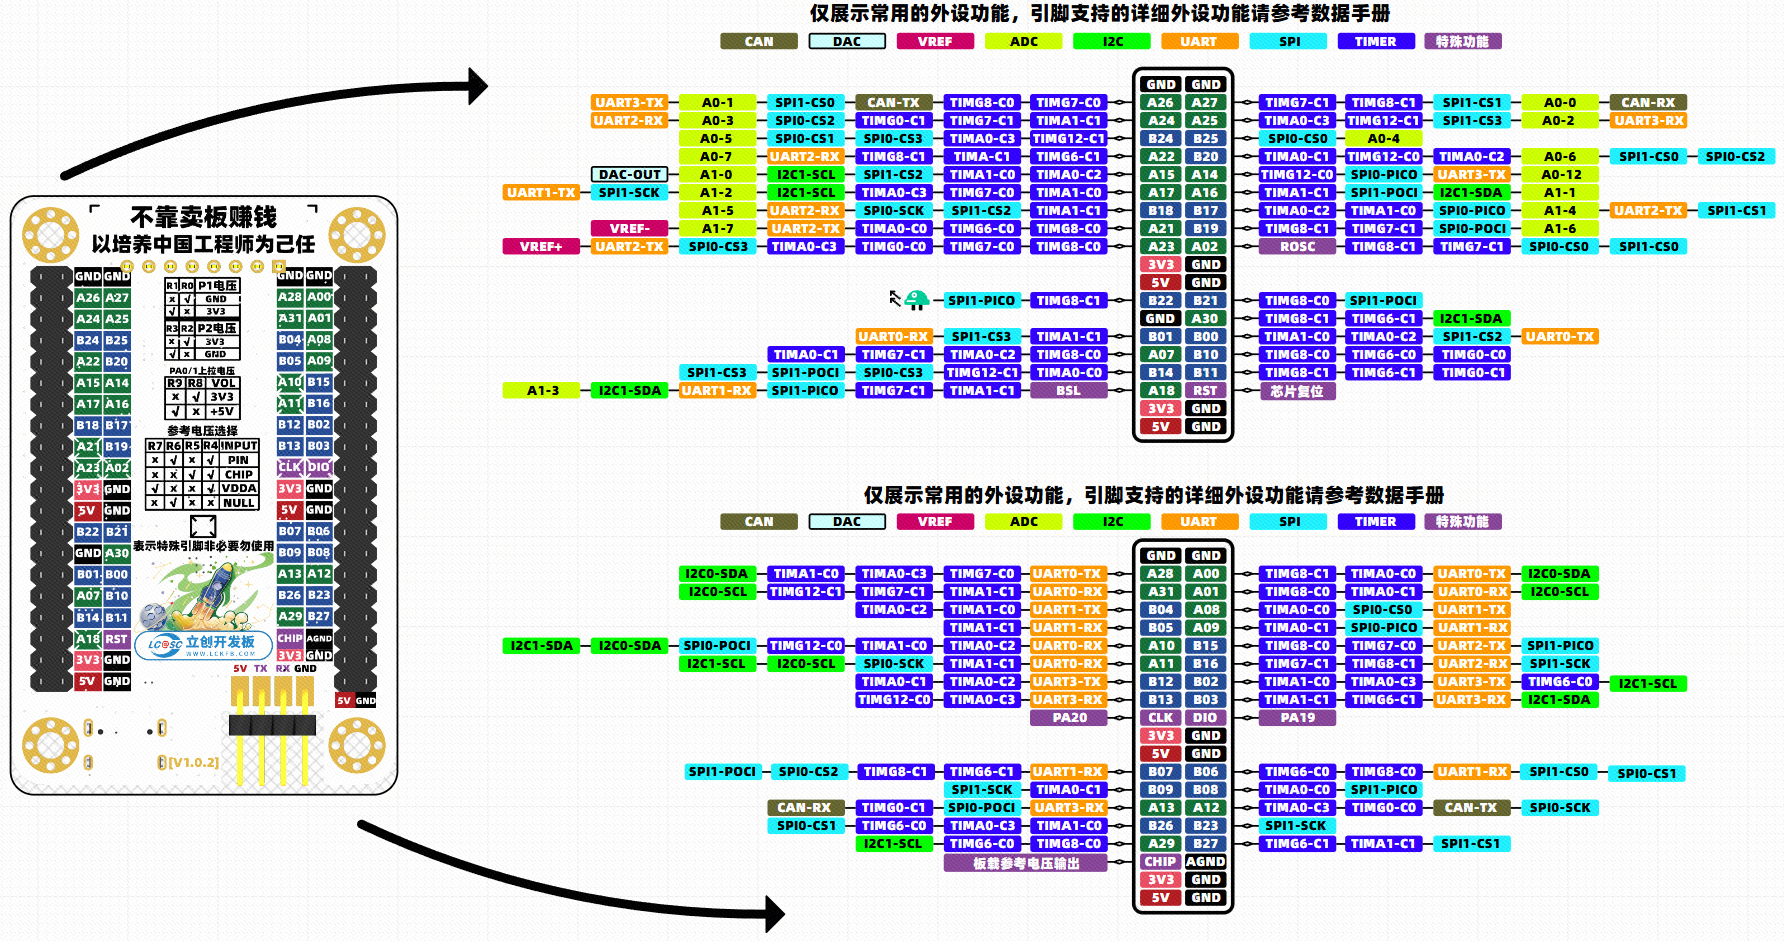 仅展示常用的外设功能，引脚支持的详细外设功能请参考数据手册
CAN DAC VREF ADC I2C UART SPI TIMER 特殊功能
GND GND
UART3-TX A0-1 SPI1-CS0 CAN-TX TIMG8-C0 TIMG7-C0 A26 A27 TIMG7-C1 TIMG8-C1 SPI1-CS1 A0-0 CAN-RX
UART2-RX A0-3 SPI0-CS2 TIMG0-C1 TIMG7-C1 TIMA1-C1 A24 A25 TIMA0-C3 TIMG12-C1 SPI1-CS3 A0-2 UART3-RX
A0-5 SPI0-CS1 SPI0-CS3 TIMA0-C3 TIMG12-C1 B24 B25 SPI0-CS0 A0-4
A0-7 UART2-RX TIMG8-C1 TIMA-C1 TIMG6-C1 A22 B20 TIMA0-C1 TIMG12-C0 TIMA0-C2 A0-6 SPI1-CS0 SPI0-CS2
DAC-OUT A1-0 I2C1-SCL SPI1-CS2 TIMA1-C0 TIMA0-C2 A15 A14 TIMG12-C0 SPI0-PICO UART3-TX A0-12
UART1-TX SPI1-SCK A1-2 I2C1-SCL TIMA0-C3 TIMG7-C0 TIMA1-C0 A17 A16 TIMA1-C1 SPI1-POCI I2C1-SDA A1-1
A1-5 UART2-RX SPI0-SCK SPI1-CS2 TIMA1-C1 B18 B17 TIMA0-C2 TIMA1-C0 SPI0-PICO A1-4 UART2-TX SPI1-CS1
VREF- A1-7 UART2-TX TIMA0-C0 TIMG6-C0 TIMG8-C0 A21 B19 TIMG8-C1 TIMG7-C1 SPI0-POCI A1-6
VREF+ UART2-TX SPI0-CS3 TIMA0-C3 TIMG0-C0 TIMG7-C0 TIMG8-C0 A23 A02 ROSC TIMG8-C1 TIMG7-C1 SPI0-CS0 SPI1-CS0
3V3 GND
5V GND
SPI1-PICO TIMG8-C1 B22 B21 TIMG8-C0 SPI1-POCI
GND A30 TIMG8-C1 TIMG6-C1 I2C1-SDA
UART0-RX SPI1-CS3 TIMA1-C1 B01 B00 TIMA1-C0 TIMA0-C2 SPI1-CS2 UART0-TX
TIMA0-C1 TIMG7-C1 TIMA0-C2 TIMG8-C0 A07 B10 TIMG8-C0 TIMG6-C0 TIMG0-C0
SPI1-CS3 SPI1-POCI SPI0-CS3 TIMG12-C1 TIMA0-C0 B14 B11 TIMG8-C1 TIMG6-C1 TIMG0-C1
A1-3 I2C1-SDA UART1-RX SPI1-PICO TIMG7-C1 TIMA1-C1 BSL A18 RST 芯片复位
3V3 GND
5V GND
不靠卖板赚钱
以培养中国工程师为己任
GND GND GND GND
A26 A27 A28 A00
A24 A25 A31 A01
B24 B25 B04 A08
A22 B20 B05 A09
A15 A14 A10 B15
A17 A16 A11 B16
B18 B17 B12 B02
A21 B19 B13 B03
A23 A02 CLK DIO
3V3 GND 3V3 GND
5V GND 5V GND
B22 B21 B07 B06
GND A30 B09 B08
B01 B00 A13 A12
A07 B10 B26 B23
B14 B11 A29 B27
A18 RST CHIP AGND
3V3 GND 3V3 GND
5V GND
R1 R0 P1电压
x √ GND
√ x 3V3
R3 R2 P2电压
x √ 3V3
√ x GND
PA0/1上拉电压
R9 R8 VOL
x √ 3V3
√ x +5V
参考电压选择
R7 R6 R5 R4 INPUT
x √ x √ PIN
x x √ √ CHIP
√ x x √ VDDA
x √ x x NULL
表示特殊引脚非必要勿使用
LC@SC 立创开发板
WWW.LCKFB.COM
5V TX RX GND
5V GND
[V1.0.2]
仅展示常用的外设功能，引脚支持的详细外设功能请参考数据手册
CAN DAC VREF ADC I2C UART SPI TIMER 特殊功能
GND GND
I2C0-SDA TIMA1-C0 TIMA0-C3 TIMG7-C0 UART0-TX A28 A00 TIMG8-C1 TIMA0-C0 UART0-TX I2C0-SDA
I2C0-SCL TIMG12-C1 TIMG7-C1 TIMA1-C1 UART0-RX A31 A01 TIMG8-C0 TIMA0-C1 UART0-RX I2C0-SCL
TIMA0-C2 TIMA1-C0 UART1-TX B04 A08 TIMA0-C0 SPI0-CS0 UART1-TX
TIMA1-C1 UART1-RX B05 A09 TIMA0-C1 SPI0-PICO UART1-RX
I2C1-SDA I2C0-SDA SPI0-POCI TIMG12-C0 TIMA1-C0 TIMA0-C2 UART0-RX A10 B15 TIMG8-C0 TIMG7-C0 UART2-TX SPI1-PICO
I2C1-SCL I2C0-SCL SPI0-SCK TIMA1-C1 UART0-RX A11 B16 TIMG7-C1 TIMG8-C1 UART2-RX SPI1-SCK
TIMA0-C1 TIMA0-C2 UART3-TX B12 B02 TIMA1-C0 TIMA0-C3 UART3-TX TIMG6-C0 I2C1-SCL
TIMG12-C0 TIMA0-C3 UART3-RX B13 B03 TIMA1-C1 TIMG6-C1 UART3-RX I2C1-SDA
PA20 CLK DIO PA19
3V3 GND
5V GND
SPI1-POCI SPI0-CS2 TIMG8-C1 TIMG6-C1 UART1-RX B07 B06 TIMG6-C0 TIMG8-C0 UART1-RX SPI1-CS0 SPI0-CS1
SPI1-SCK TIMA0-C1 B09 B08 TIMA0-C0 SPI1-PICO
CAN-RX TIMG0-C1 SPI0-POCI UART3-RX A13 A12 TIMA0-C3 TIMG0-C0 CAN-TX SPI0-SCK
SPI0-CS1 TIMG6-C0 TIMA0-C3 TIMA1-C0 B26 B23 SPI1-SCK
I2C1-SCL TIMG6-C0 TIMG8-C0 A29 B27 TIMG6-C1 TIMA1-C1 SPI1-CS1
板载参考电压输出 CHIP AGND
3V3 GND
5V GND